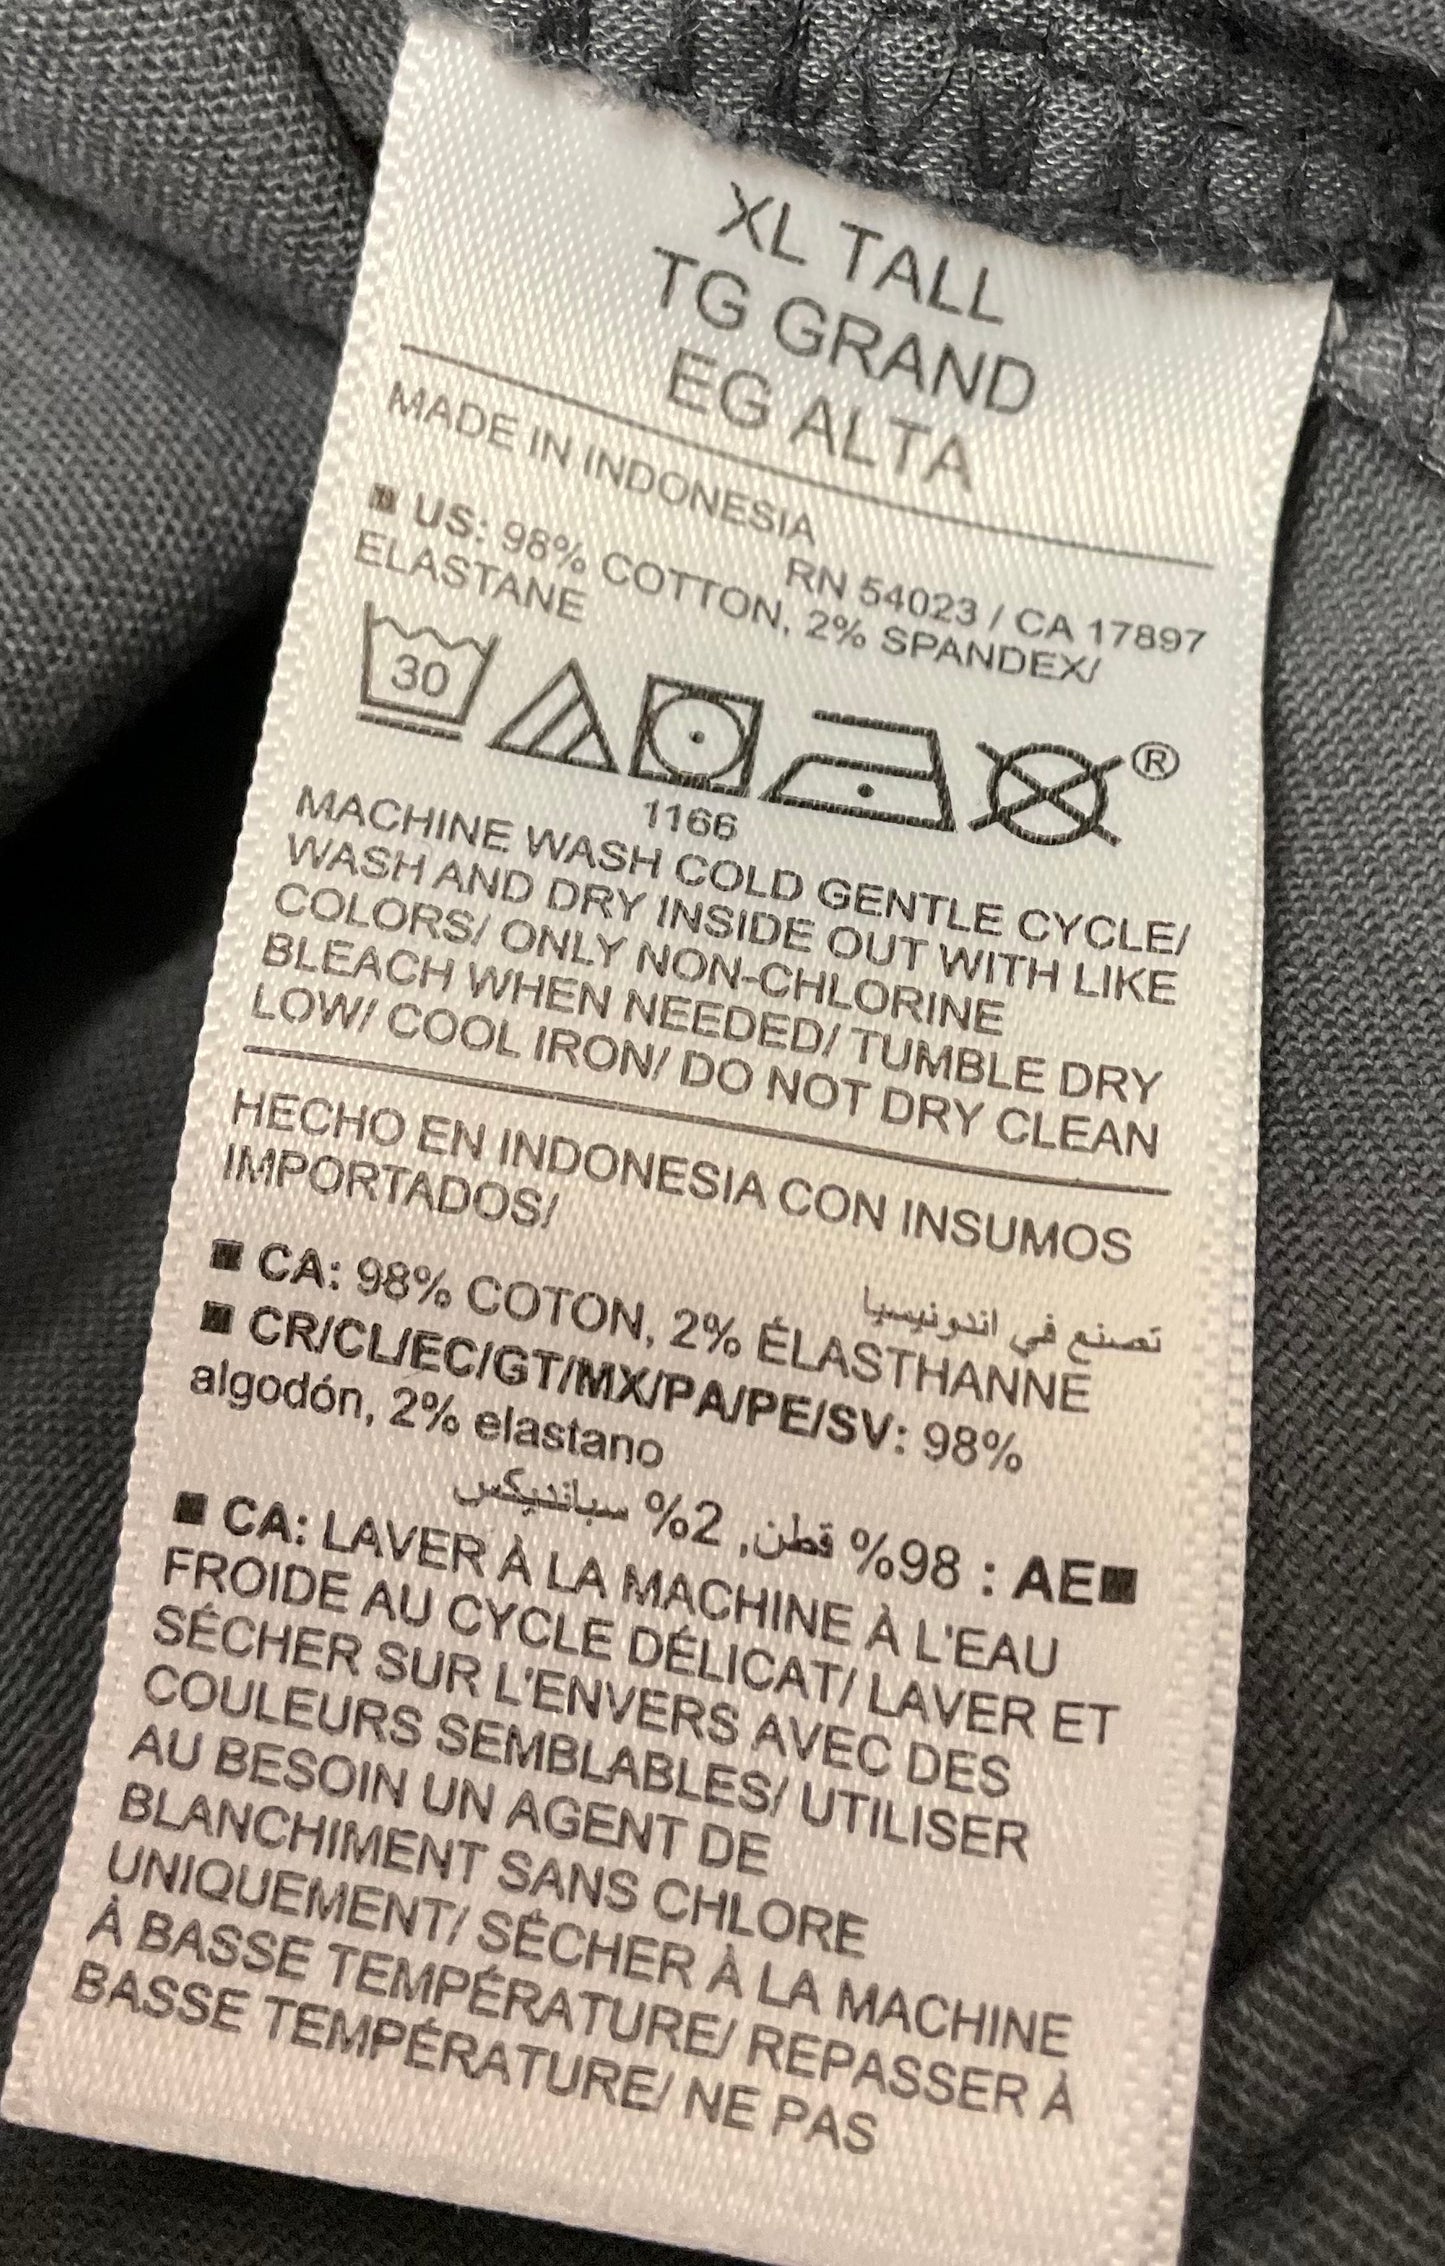 XL TALL
TG GRAND
EG ALTA
MADE IN INDONESIA
RN 54023 / CA 17897
■ US: 98% COTTON, 2% SPANDEX/
ELASTANE
30
®
1166
MACHINE WASH COLD GENTLE CYCLE/
WASH AND DRY INSIDE OUT WITH LIKE
COLORS/ ONLY NON-CHLORINE
BLEACH WHEN NEEDED/ TUMBLE DRY
LOW/ COOL IRON/ DO NOT DRY CLEAN
HECHO EN INDONESIA CON INSUMOS
IMPORTADOS/
تصنع في اندونيسيا
■ CA: 98% COTON, 2% ÉLASTHANNE
■ CR/CL/EC/GT/MX/PA/PE/SV: 98%
algodón, 2% elastano
■AE : 98% قطن, 2% سبانديكس
■ CA: LAVER À LA MACHINE À L'EAU
FROIDE AU CYCLE DÉLICAT/ LAVER ET
SÉCHER SUR L'ENVERS AVEC DES
COULEURS SEMBLABLES/ UTILISER
AU BESOIN UN AGENT DE
BLANCHIMENT SANS CHLORE
UNIQUEMENT/ SÉCHER À LA MACHINE
À BASSE TEMPÉRATURE/ REPASSER À
BASSE TEMPÉRATURE/ NE PAS